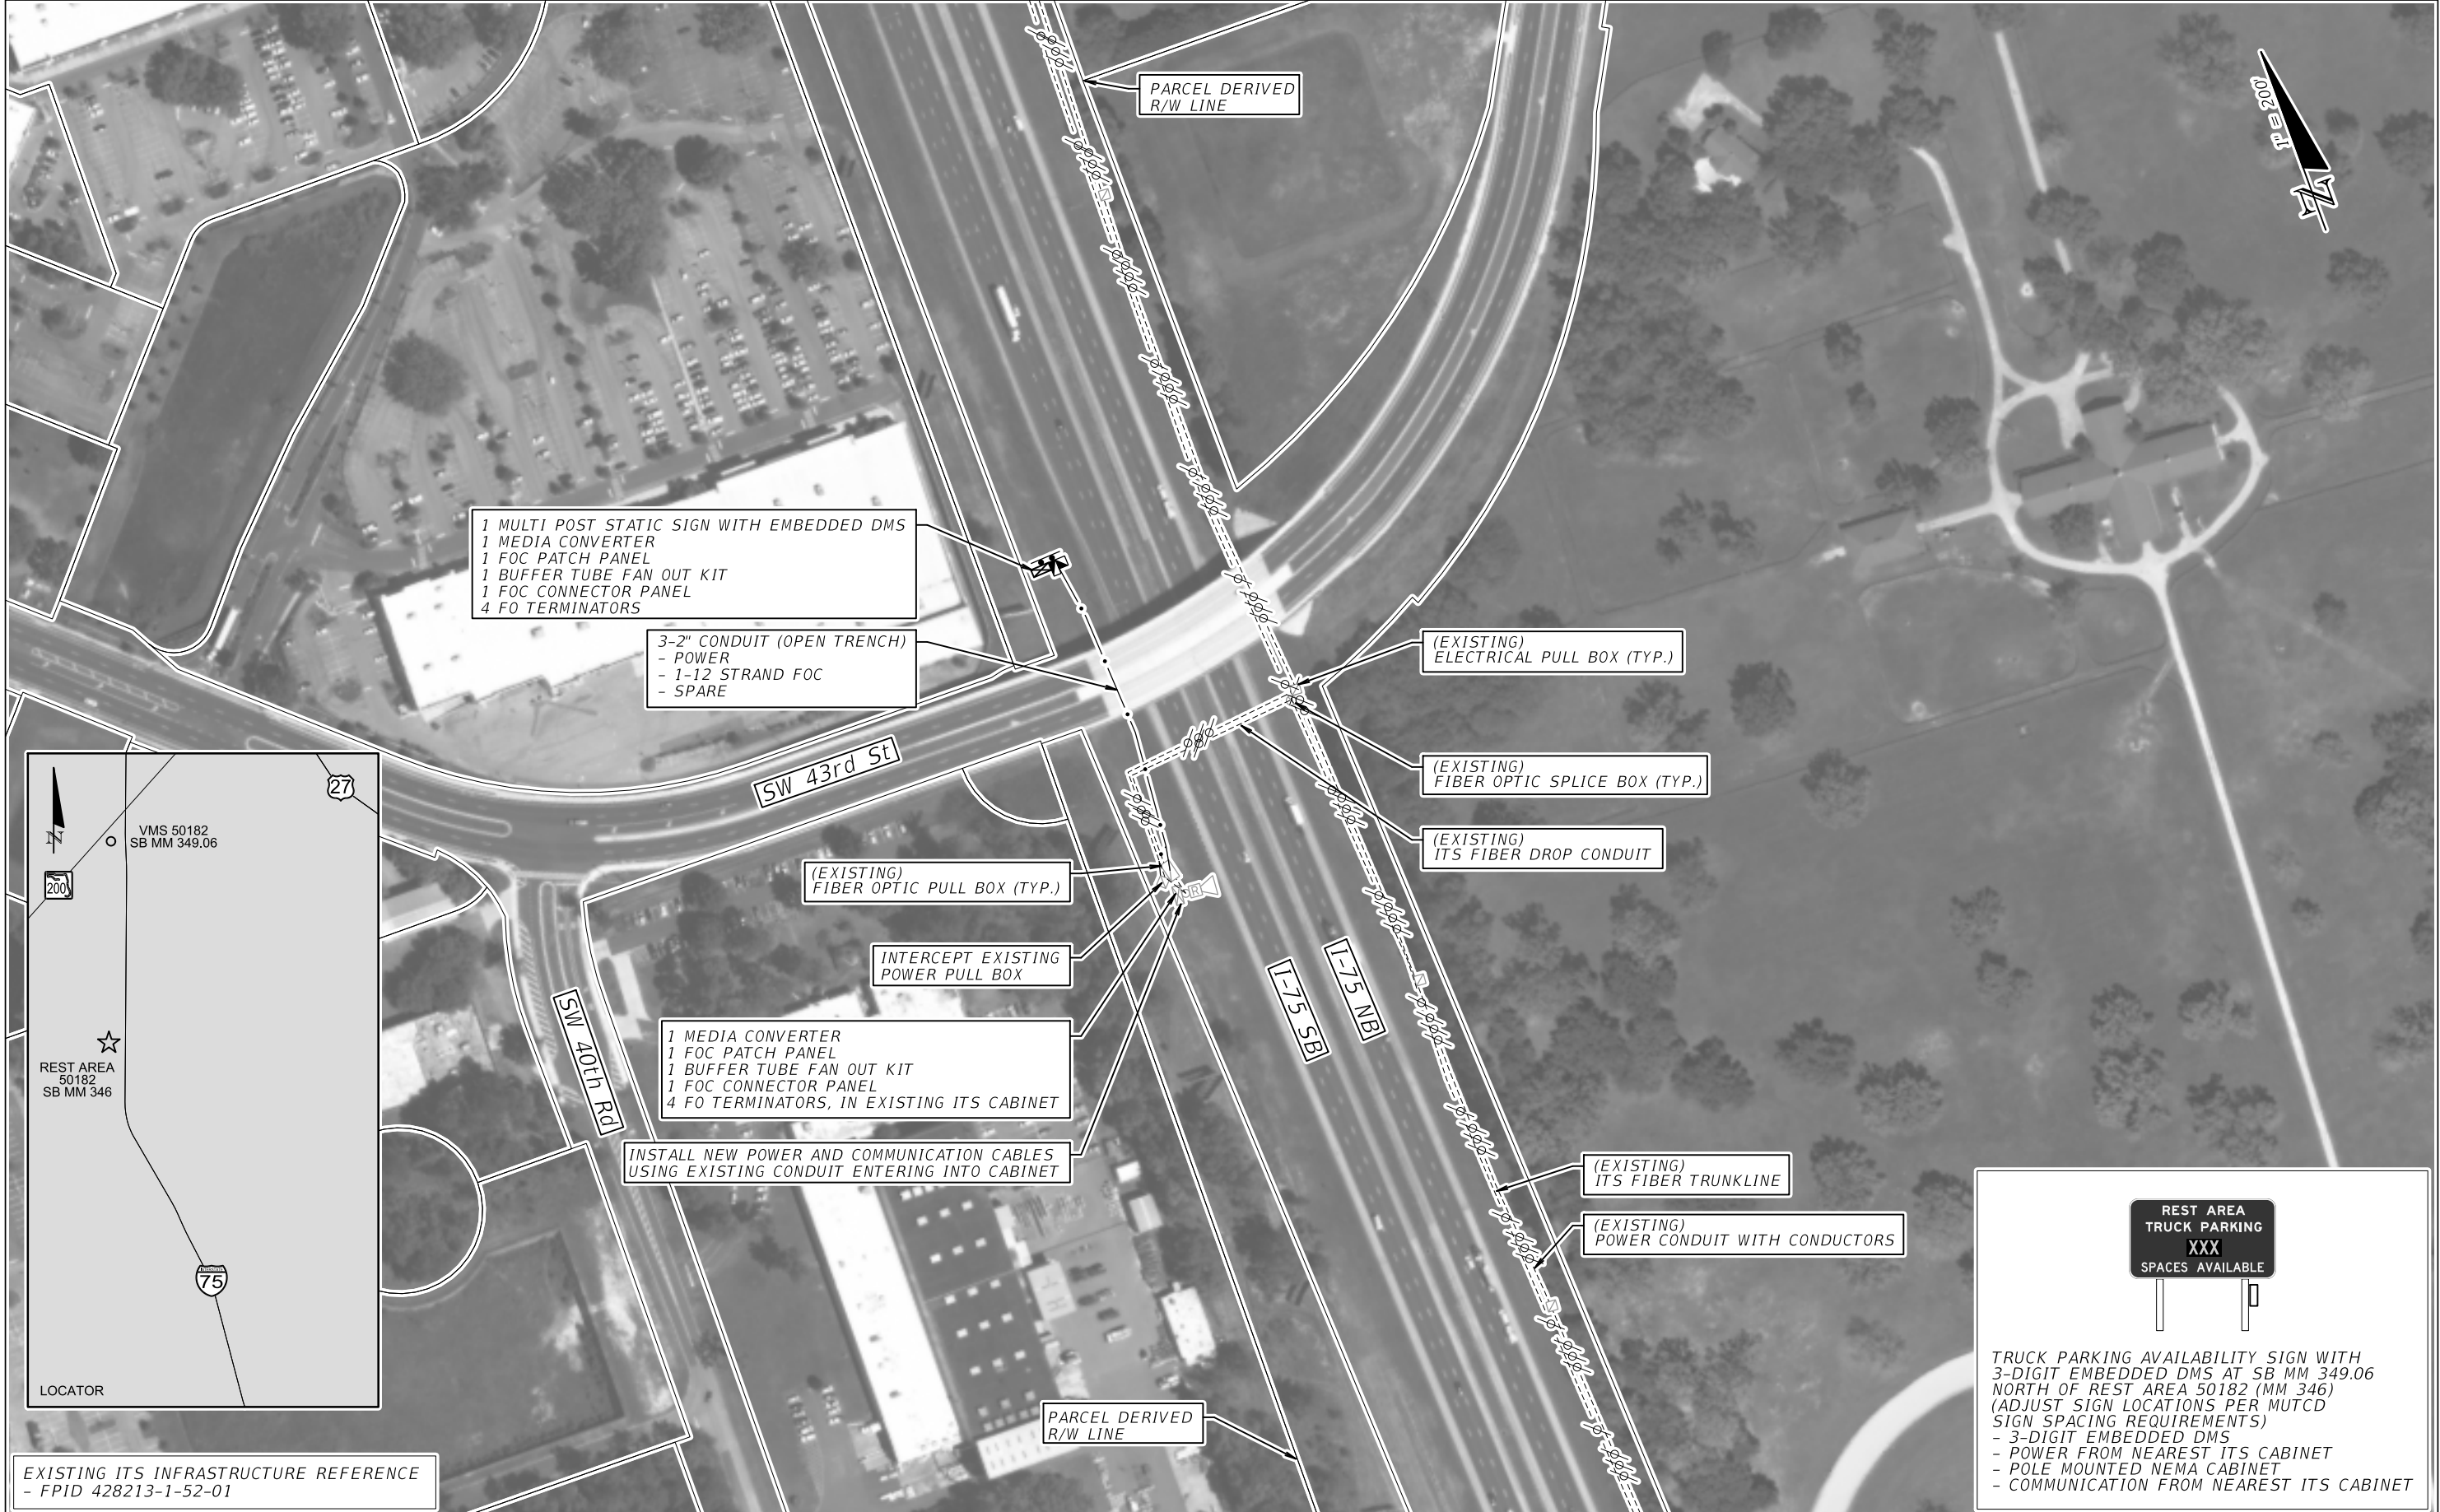 PARCEL DERIVED
R/W LINE
1" = 200'
N
1 MULTI POST STATIC SIGN WITH EMBEDDED DMS
1 MEDIA CONVERTER
1 FOC PATCH PANEL
1 BUFFER TUBE FAN OUT KIT
1 FOC CONNECTOR PANEL
4 FO TERMINATORS
3-2" CONDUIT (OPEN TRENCH)
- POWER
- 1-12 STRAND FOC
- SPARE
(EXISTING)
ELECTRICAL PULL BOX (TYP.)
(EXISTING)
FIBER OPTIC SPLICE BOX (TYP.)
(EXISTING)
ITS FIBER DROP CONDUIT
SW 43rd St
(EXISTING)
FIBER OPTIC PULL BOX (TYP.)
R
INTERCEPT EXISTING
POWER PULL BOX
I-75 SB
I-75 NB
SW 40th Rd
1 MEDIA CONVERTER
1 FOC PATCH PANEL
1 BUFFER TUBE FAN OUT KIT
1 FOC CONNECTOR PANEL
4 FO TERMINATORS, IN EXISTING ITS CABINET
INSTALL NEW POWER AND COMMUNICATION CABLES
USING EXISTING CONDUIT ENTERING INTO CABINET
(EXISTING)
ITS FIBER TRUNKLINE
(EXISTING)
POWER CONDUIT WITH CONDUCTORS
PARCEL DERIVED
R/W LINE
N
27
VMS 50182
SB MM 349.06
200
REST AREA
50182
SB MM 346
75
LOCATOR
EXISTING ITS INFRASTRUCTURE REFERENCE
- FPID 428213-1-52-01
REST AREA
TRUCK PARKING
XXX
SPACES AVAILABLE
TRUCK PARKING AVAILABILITY SIGN WITH
3-DIGIT EMBEDDED DMS AT SB MM 349.06
NORTH OF REST AREA 50182 (MM 346)
(ADJUST SIGN LOCATIONS PER MUTCD
SIGN SPACING REQUIREMENTS)
- 3-DIGIT EMBEDDED DMS
- POWER FROM NEAREST ITS CABINET
- POLE MOUNTED NEMA CABINET
- COMMUNICATION FROM NEAREST ITS CABINET